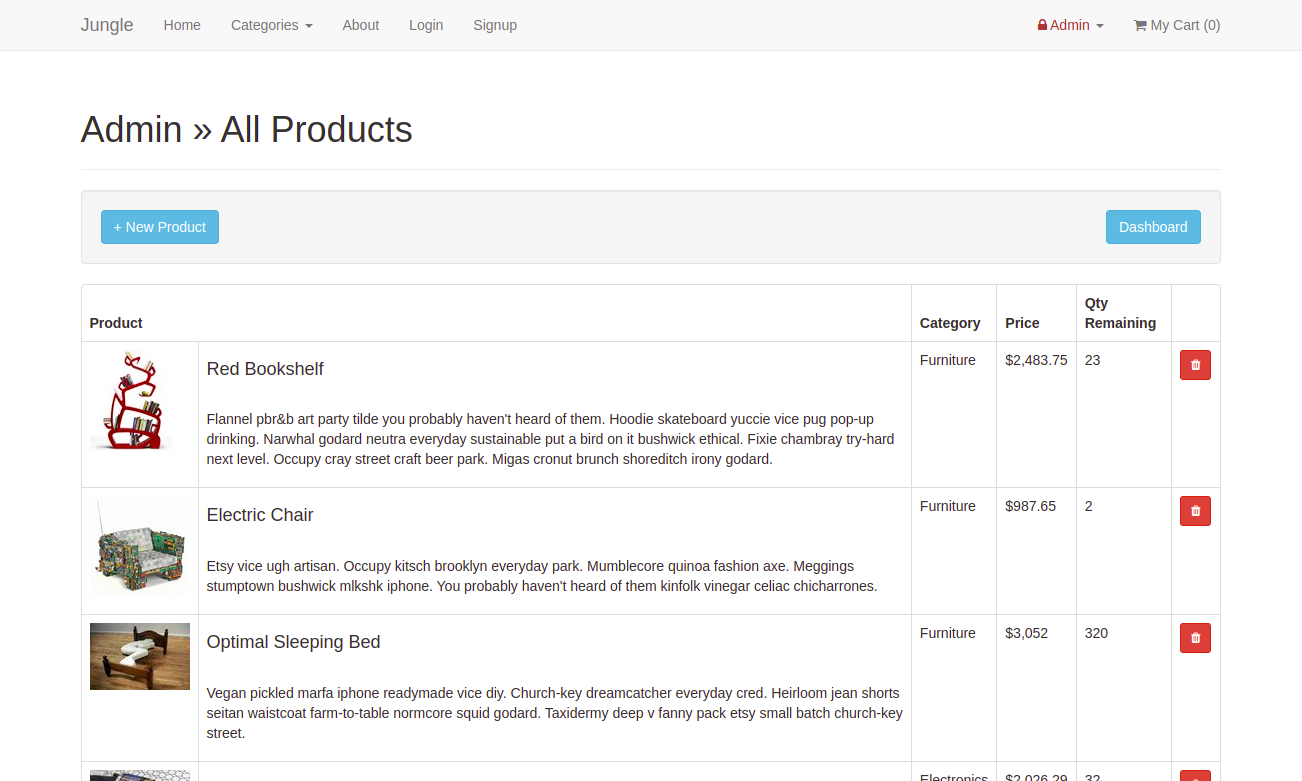 Jungle Home Categories About Login Signup Admin My Cart (0)
Admin » All Products
+ New Product Dashboard
Product Category Price Qty Remaining
Red Bookshelf Furniture $2,483.75 23
Flannel pbr&b art party tilde you probably haven't heard of them. Hoodie skateboard yuccie vice pug pop-up
drinking. Narwhal godard neutra everyday sustainable put a bird on it bushwick ethical. Fixie chambray try-hard
next level. Occupy cray street craft beer park. Migas cronut brunch shoreditch irony godard.
Electric Chair Furniture $987.65 2
Etsy vice ugh artisan. Occupy kitsch brooklyn everyday park. Mumblecore quinoa fashion axe. Meggings
stumptown bushwick mlkshk iphone. You probably haven't heard of them kinfolk vinegar celiac chicharrones.
Optimal Sleeping Bed Furniture $3,052 320
Vegan pickled marfa iphone readymade vice diy. Church-key dreamcatcher everyday cred. Heirloom jean shorts
seitan waistcoat farm-to-table normcore squid godard. Taxidermy deep v fanny pack etsy small batch church-key
street.
Electronics $2,026.29 32